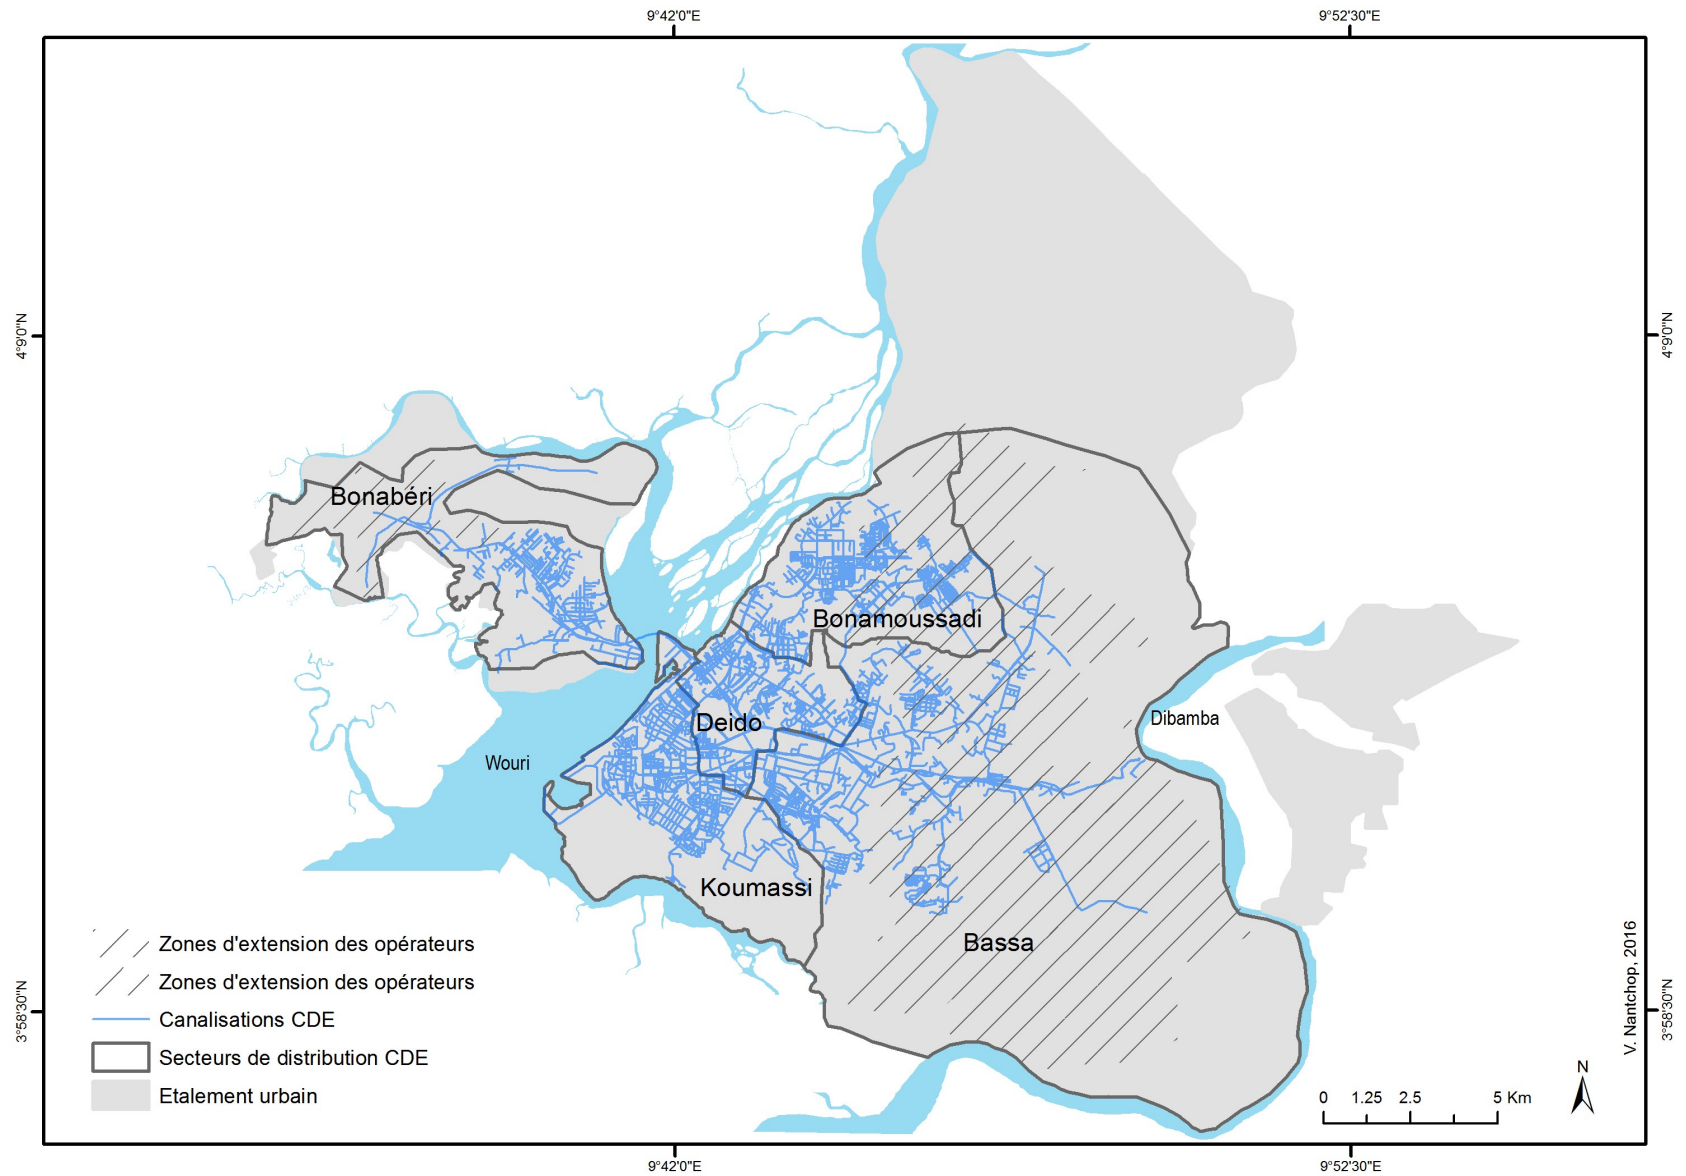 9°42'0"E
9°52'30"E
4°9'0"N
4°9'0"N
Bonabéri
Bonamoussadi
Deido
Dibamba
Wouri
Koumassi
Bassa
Zones d'extension des opérateurs
Zones d'extension des opérateurs
Canalisations CDE
Secteurs de distribution CDE
Etalement urbain
3°58'30"N
3°58'30"N
V. Nantchop, 2016
N
0 1.25 2.5 5 Km
9°42'0"E
9°52'30"E